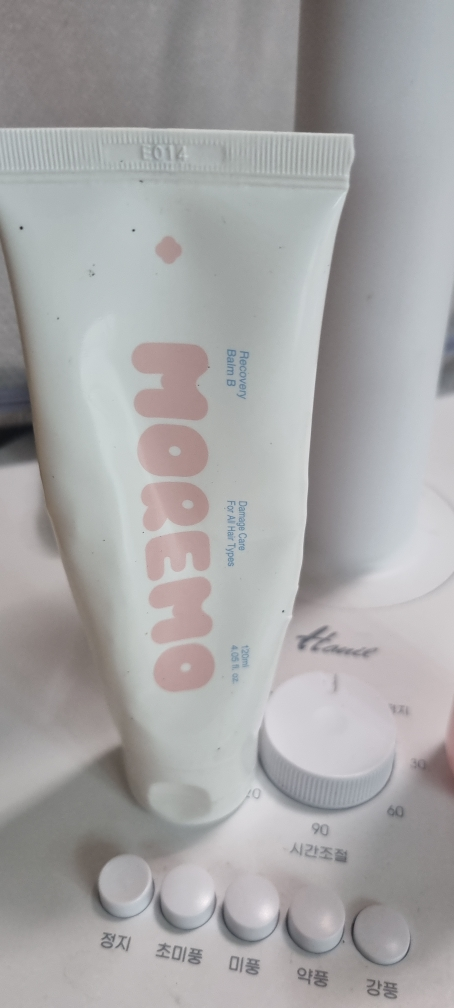 E014
MOREMO
Recovery
Balm B
Damage Care
For All Hair Types
120ml
4.05 fl. oz.
Hanil
30
60
90
시간조절
정지
초미풍
미풍
약풍
강풍